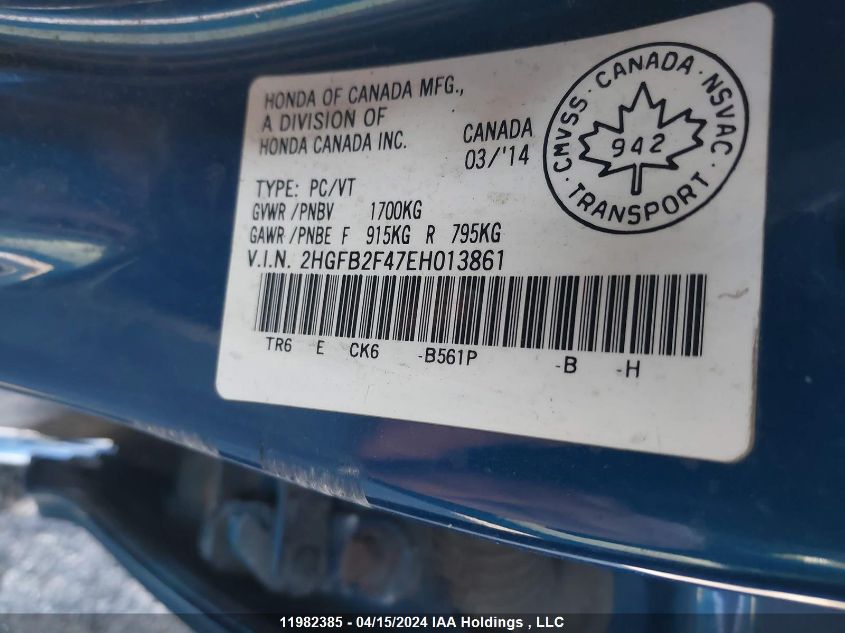 HONDA OF CANADA MFG.,
A DIVISION OF
HONDA CANADA INC.
CANADA
03/'14
CMVSS · CANADA · NSVAC · TRANSPORT ·
942
TYPE: PC/VT
GVWR/PNBV 1700KG
GAWR/PNBE F 915KG R 795KG
V.I.N. 2HGFB2F47EH013861
TR6 E CK6 -B561P -B -H
11982385 - 04/15/2024 IAA Holdings , LLC